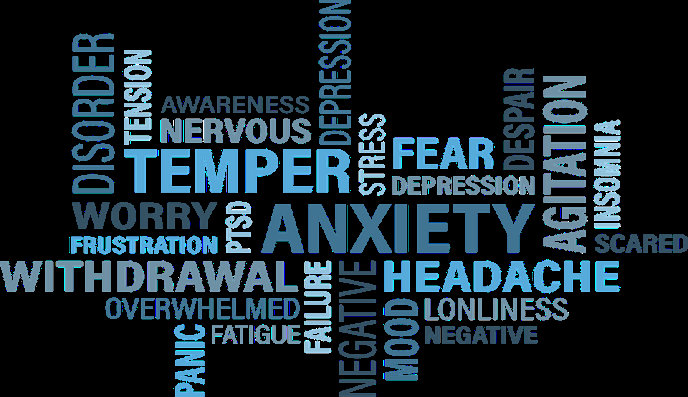 DISORDER
TENSION
AWARENESS
NERVOUS
TEMPER
DEPRESSION
STRESS
FEAR
DEPRESSION
DESPAIR
AGITATION
INSOMNIA
WORRY
PTSD
ANXIETY
FRUSTRATION
SCARED
WITHDRAWAL
FAILURE
NEGATIVE
HEADACHE
OVERWHELMED
MOOD
LONLINESS
PANIC
FATIGUE
NEGATIVE